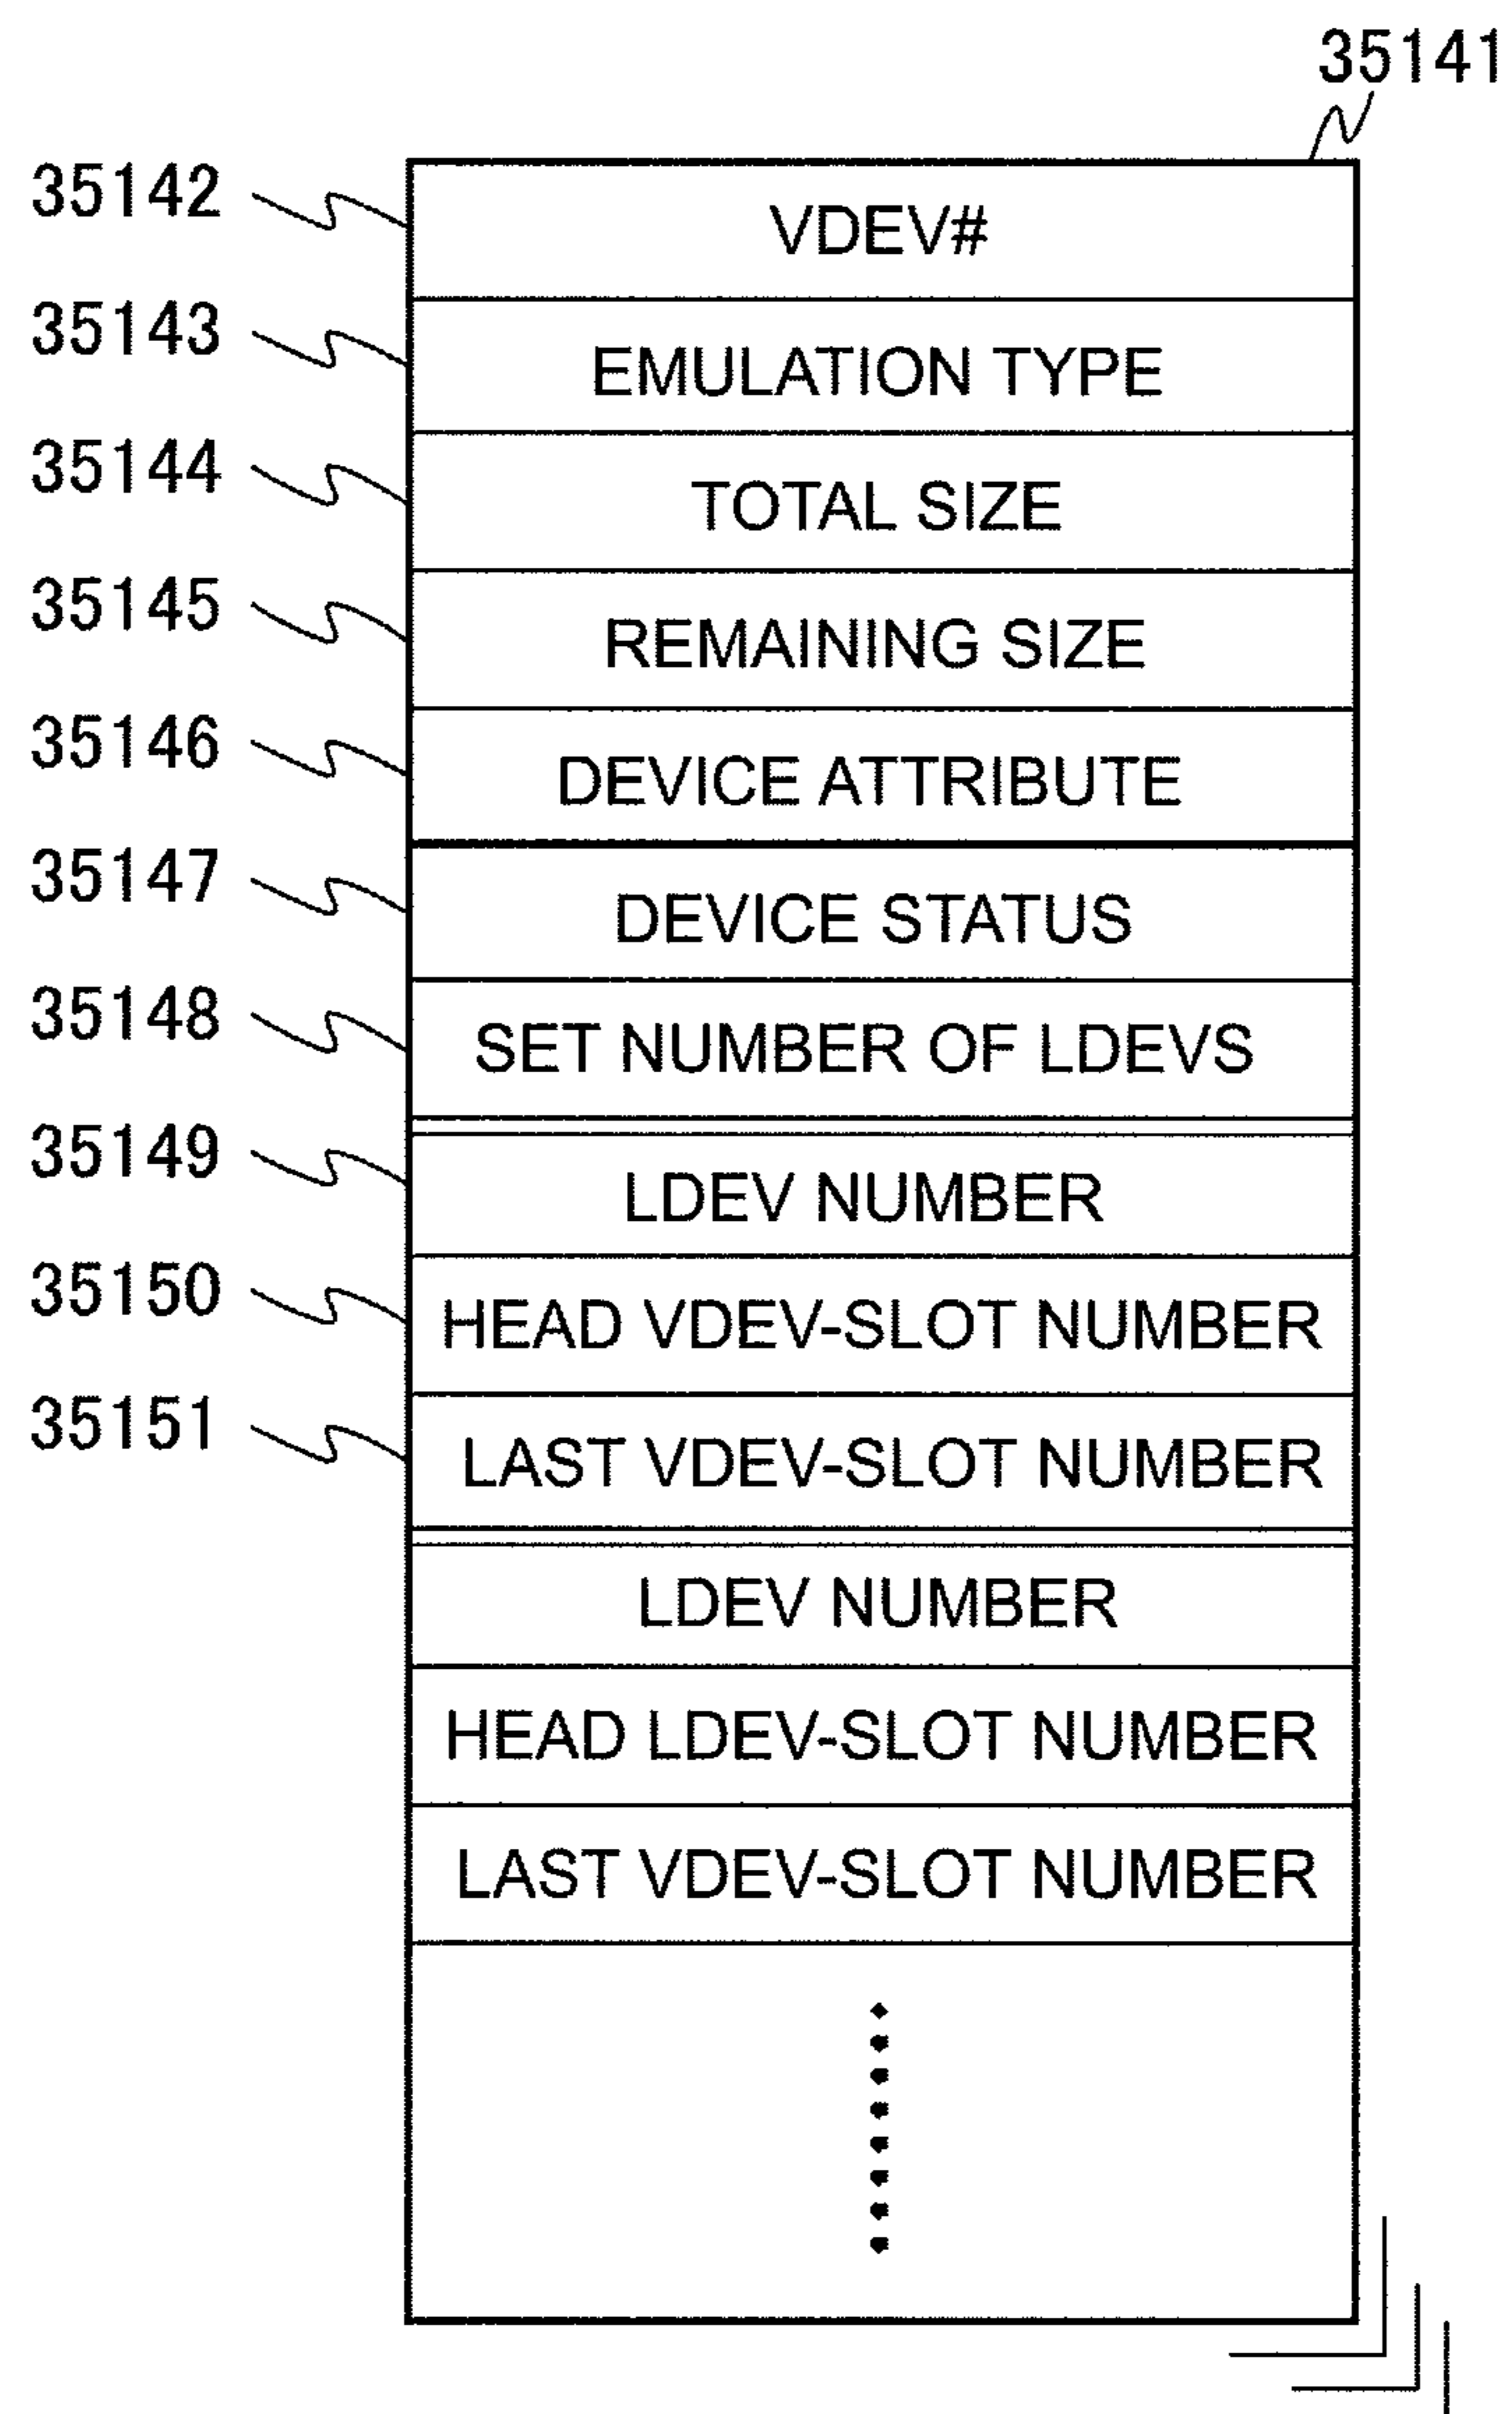 35141
35142 VDEV#
35143 EMULATION TYPE
35144 TOTAL SIZE
35145 REMAINING SIZE
35146 DEVICE ATTRIBUTE
35147 DEVICE STATUS
35148 SET NUMBER OF LDEVS
35149 LDEV NUMBER
35150 HEAD VDEV-SLOT NUMBER
35151 LAST VDEV-SLOT NUMBER
LDEV NUMBER
HEAD LDEV-SLOT NUMBER
LAST VDEV-SLOT NUMBER